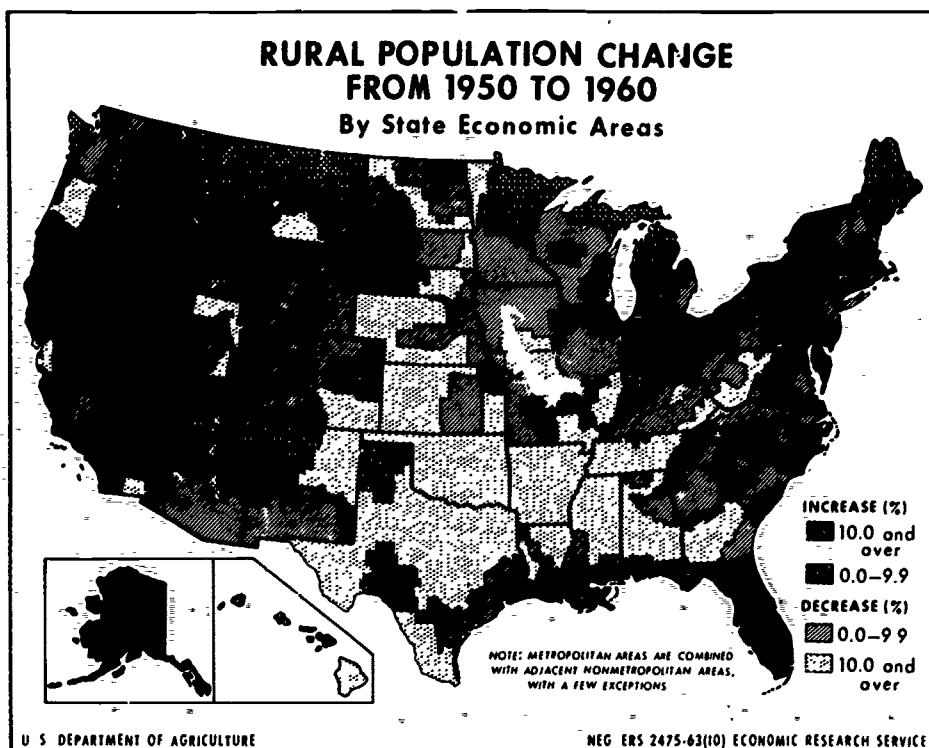 RURAL POPULATION CHANGE
FROM 1950 TO 1960
By State Economic Areas
INCREASE (%)
10.0 and
over
0.0–9.9
DECREASE (%)
0.0–9 9
10.0 and
over
NOTE: METROPOLITAN AREAS ARE COMBINED
WITH ADJACENT NONMETROPOLITAN AREAS,
WITH A FEW EXCEPTIONS
U S DEPARTMENT OF AGRICULTURE
NEG ERS 2475-63(10) ECONOMIC RESEARCH SERVICE